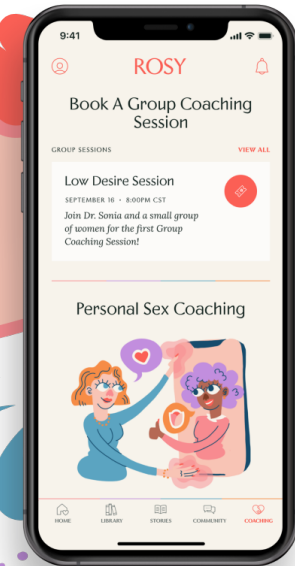 9:41
ROSY
Book A Group Coaching
Session
GROUP SESSIONS
VIEW ALL
Low Desire Session
SEPTEMBER 16 • 8:00PM CST
Join Dr. Sonia and a small group
of women for the first Group
Coaching Session!
Personal Sex Coaching
HOME
LIBRARY
STORIES
COMMUNITY
COACHING